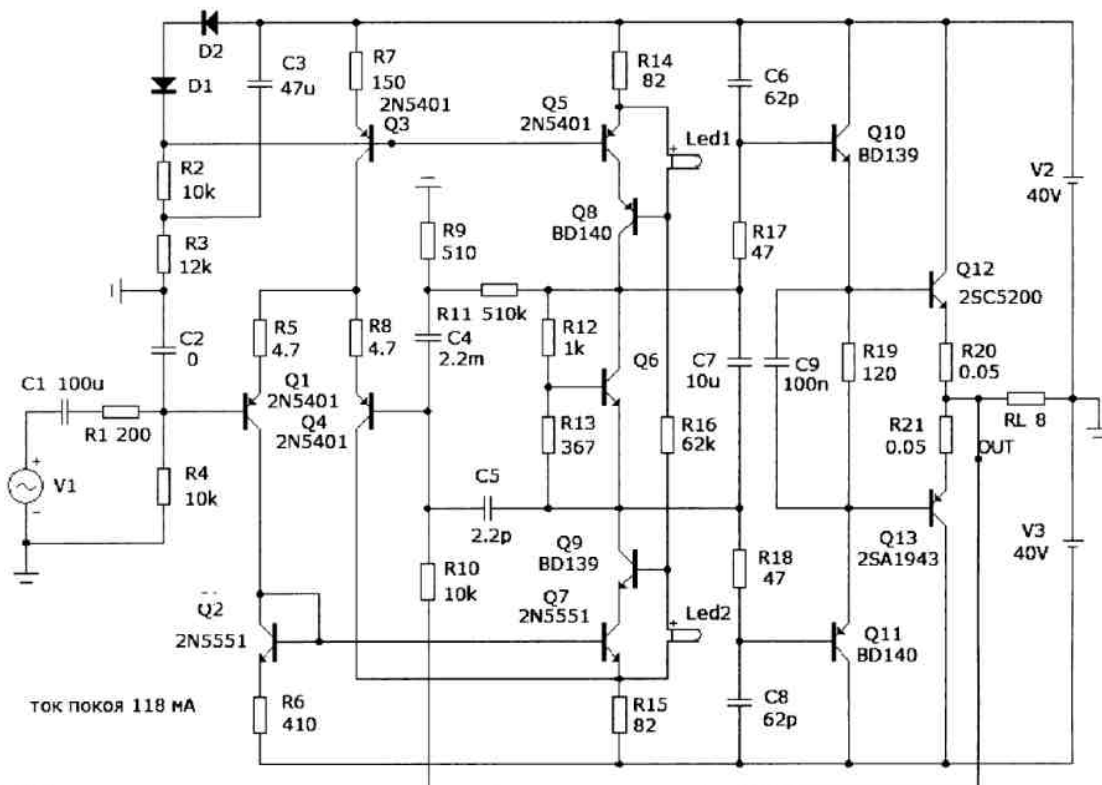 D2
D1
C3
47u
R7
150
2N5401
Q3
R2
10k
R3
12k
C2
0
C1 100u
R1 200
V1
+
-
R4
10k
R5
4.7
R8
4.7
Q1
2N5401
Q4
2N5401
Q2
2N5551
R6
410
ток покоя 118 мА
R9
510
R11 510k
C4
2.2m
C5
2.2p
R10
10k
R14
82
Q5
2N5401
Led1
+
Q8
BD140
R12
1k
R13
367
Q6
R16
62k
Q9
BD139
Q7
2N5551
Led2
+
R15
82
C6
62p
R17
47
C7
10u
C9
100n
R18
47
C8
62p
Q10
BD139
R19
120
Q11
BD140
Q12
2SC5200
R20
0.05
R21
0.05
RL 8
OUT
Q13
2SA1943
V2
40V
V3
40V